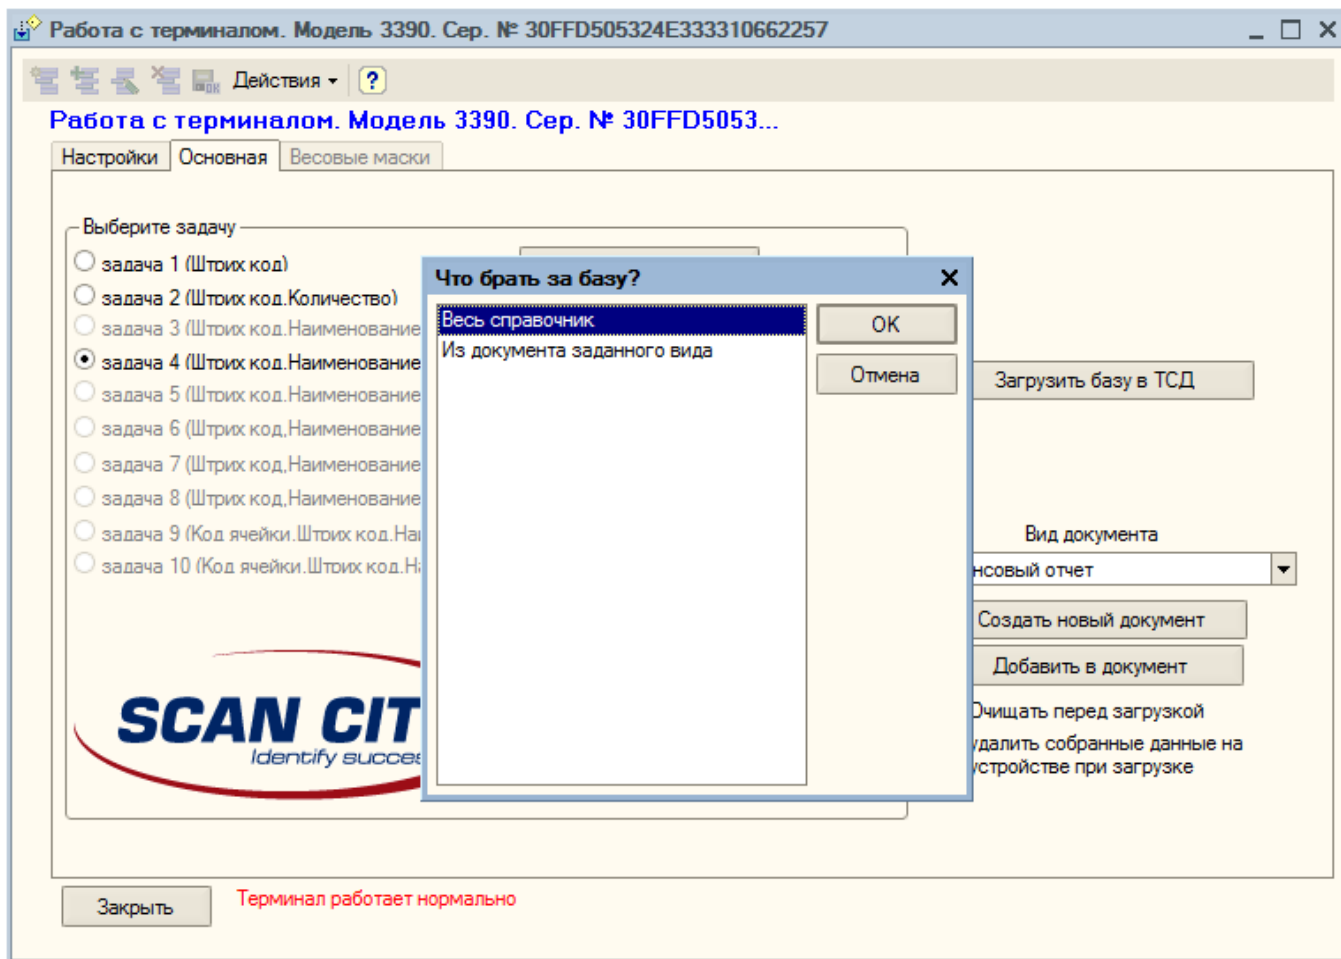 Работа с терминалом. Модель 3390. Сер. № 30FFD505324E333310662257
Действия
Работа с терминалом. Модель 3390. Сер. № 30FFD5053...
Настройки Основная Весовые маски
Выберите задачу
задача 1 (Штрих код)
задача 2 (Штрих код.Количество)
задача 3 (Штрих код.Наименование
задача 4 (Штрих код.Наименование
задача 5 (Штрих код.Наименование
задача 6 (Штрих код,Наименование
задача 7 (Штрих код,Наименование
задача 8 (Штрих код,Наименование
задача 9 (Код ячейки.Штрих код.На
задача 10 (Код ячейки.Штрих код.Н
Что брать за базу?
Весь справочник
Из документа заданного вида
OK
Отмена
Загрузить базу в ТСД
Вид документа
нсовый отчет
Создать новый документ
Добавить в документ
Очищать перед загрузкой
удалить собранные данные на
устройстве при загрузке
SCAN CIT
Identify succes
Закрыть
Терминал работает нормально